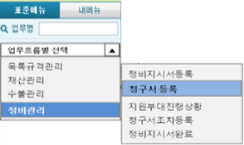 표준메뉴 내메뉴
업무명
업무흐름별 선택
목록규격관리
재산관리
수불관리
정비관리
정비지시서등록
청구서 등록
지원부대진행상황
청구서조치등록
정비지시서완료